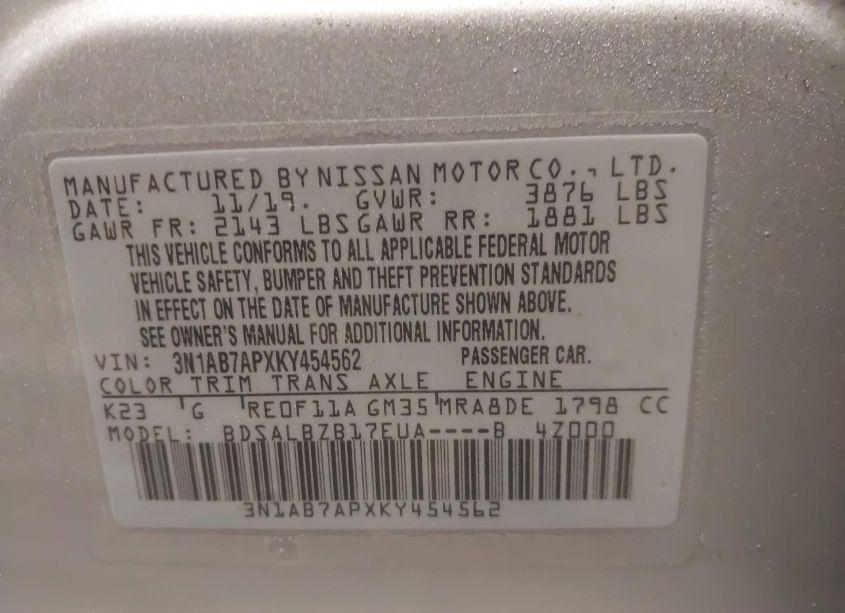 MANUFACTURED BY NISSAN MOTOR CO., LTD.
DATE: 11/19. GVWR: 3876 LBS
GAWR FR: 2143 LBS GAWR RR: 1881 LBS
THIS VEHICLE CONFORMS TO ALL APPLICABLE FEDERAL MOTOR
VEHICLE SAFETY, BUMPER AND THEFT PREVENTION STANDARDS
IN EFFECT ON THE DATE OF MANUFACTURE SHOWN ABOVE.
SEE OWNER'S MANUAL FOR ADDITIONAL INFORMATION.
VIN: 3N1AB7APXKY454562 PASSENGER CAR.
COLOR TRIM TRANS AXLE ENGINE
K23 G RE0F11A GM35 MRA8DE 1798 CC
MODEL: BDSALBZB17EUA----B 4Z000
3N1AB7APXKY454562